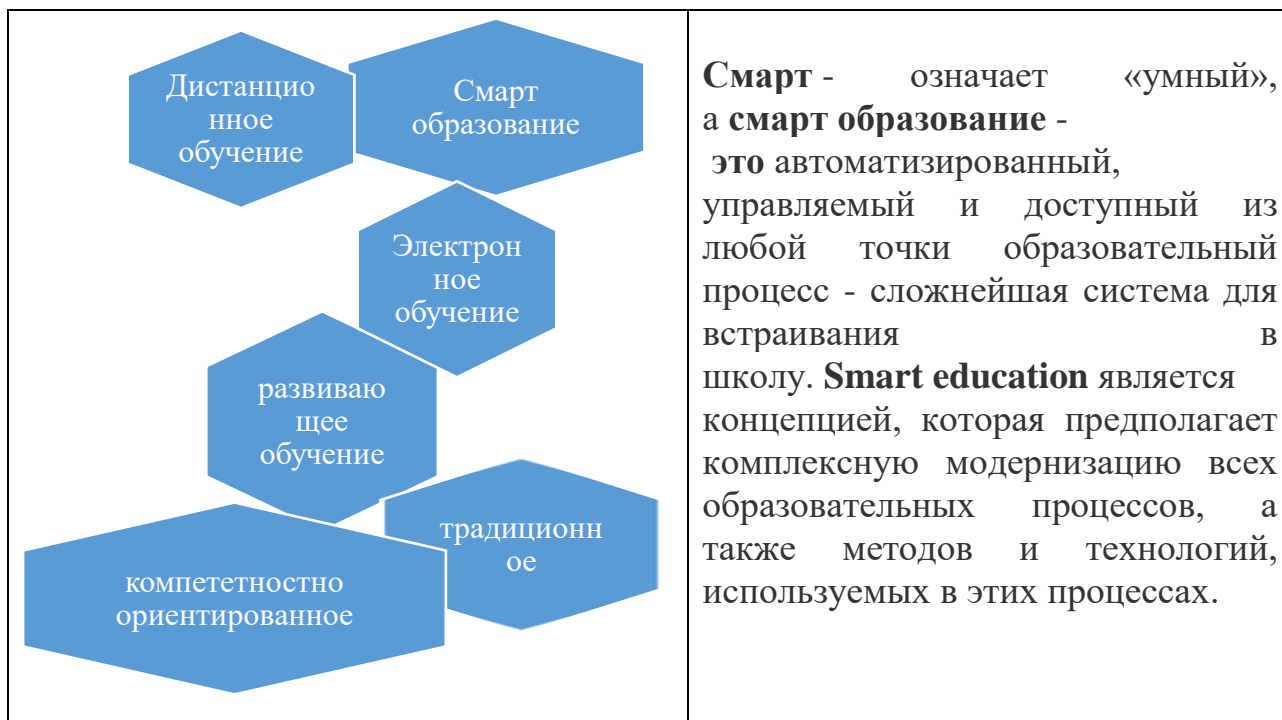 Дистанцио
нное
обучение
Смарт
образование
Электрон
ное
обучение
развиваю
щее
обучение
традиционн
ое
компететностно
ориентированное
Смарт - означает «умный»,
а смарт образование -
это автоматизированный,
управляемый и доступный из
любой точки образовательный
процесс - сложнейшая система для
встраивания в
школу. Smart education является
концепцией, которая предполагает
комплексную модернизацию всех
образовательных процессов, а
также методов и технологий,
используемых в этих процессах.